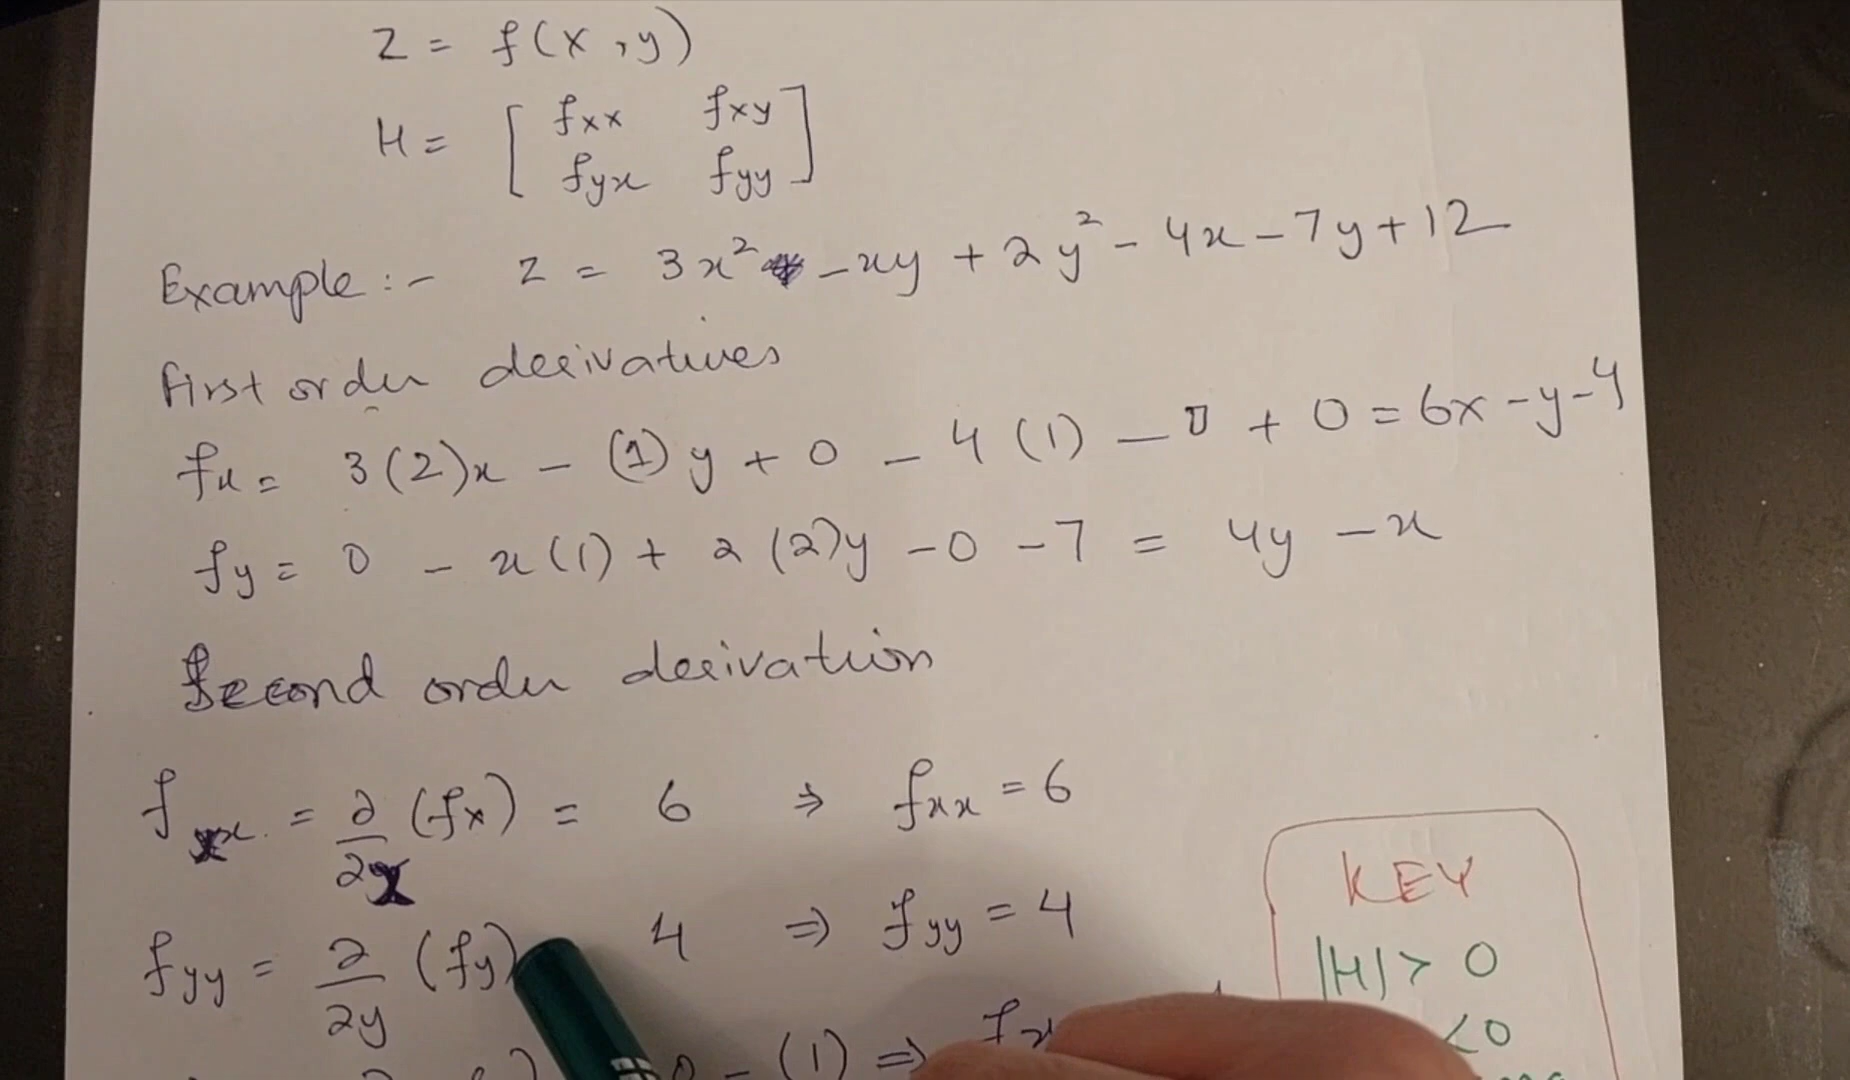 Z = f(x,y)
H = [ fxx fxy
fyx fyy ]
Example :- Z = 3x² - xy + 2y² - 4x - 7y + 12
First order derivatives
fx = 3(2)x - (1)y + 0 - 4(1) - 0 + 0 = 6x - y - 4
fy = 0 - x(1) + 2(2)y - 0 - 7 = 4y - x
Second order derivation
fxx = ∂/∂x (fx) = 6 ⇒ fxx = 6
fyy = ∂/∂y (fy) 4 ⇒ fyy = 4
0 - (1) ⇒
KEY
|H| > 0
< 0